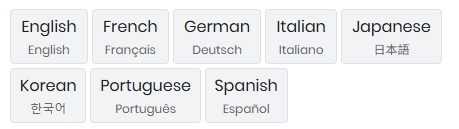 English French German Italian Japanese
English Français Deutsch Italiano 日本語
Korean Portuguese Spanish
한국어 Português Español